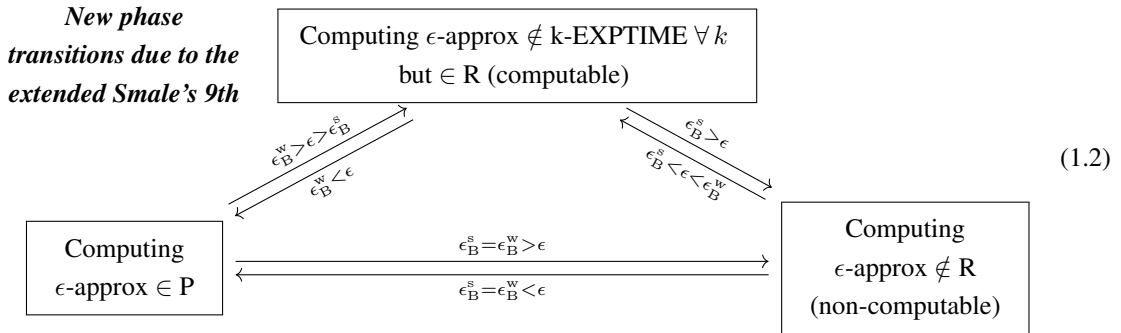 New phase
transitions due to the
extended Smale's 9th
Computing ϵ-approx ∉ k-EXPTIME ∀ k
but ∈ R (computable)
ϵ_B^w>ϵ>ϵ_B^s
ϵ_B^w<ϵ
ϵ_B^s>ϵ
ϵ_B^s<ϵ<ϵ_B^w
(1.2)
Computing
ϵ-approx ∈ P
ϵ_B^s=ϵ_B^w>ϵ
ϵ_B^s=ϵ_B^w<ϵ
Computing
ϵ-approx ∉ R
(non-computable)